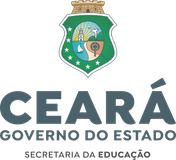 CEARÁ
GOVERNO DO ESTADO
SECRETARIA DA EDUCAÇÃO